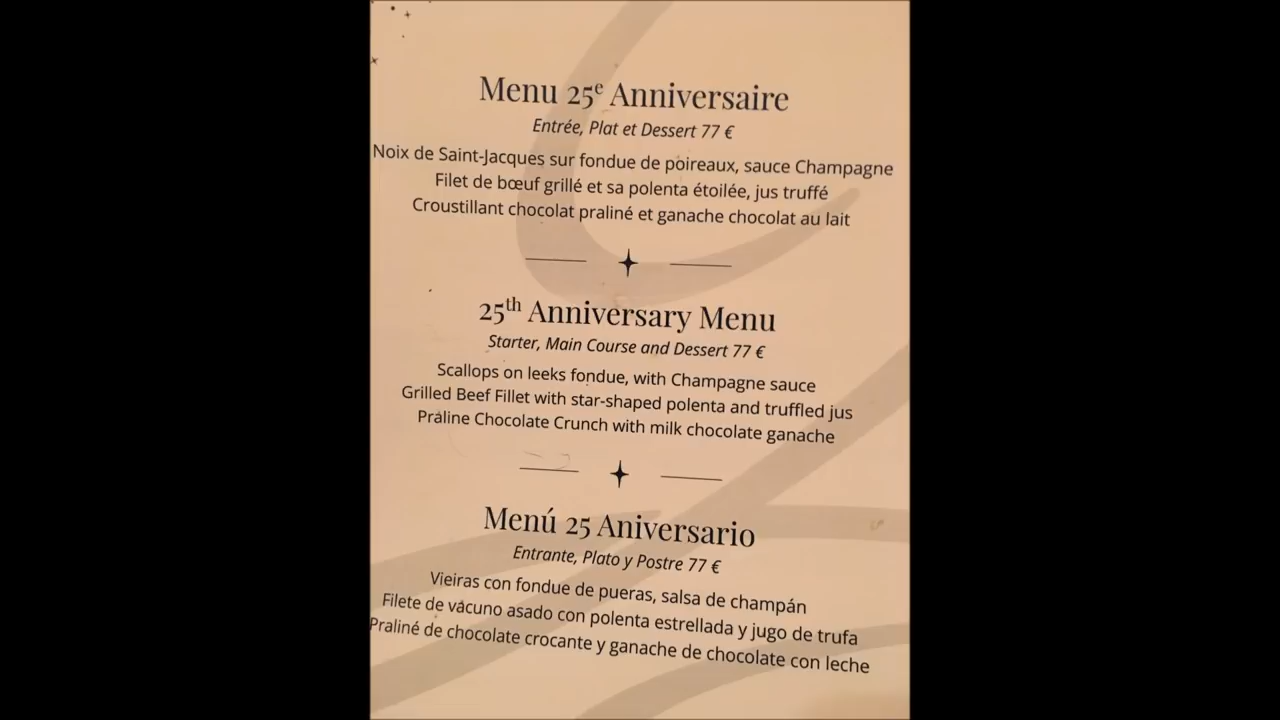 Menu 25e Anniversaire
Entrée, Plat et Dessert 77 €
Noix de Saint-Jacques sur fondue de poireaux, sauce Champagne
Filet de bœuf grillé et sa polenta étoilée, jus truffé
Croustillant chocolat praliné et ganache chocolat au lait
25th Anniversary Menu
Starter, Main Course and Dessert 77 €
Scallops on leeks fondue, with Champagne sauce
Grilled Beef Fillet with star-shaped polenta and truffled jus
Praline Chocolate Crunch with milk chocolate ganache
Menú 25 Aniversario
Entrante, Plato y Postre 77 €
Vieiras con fondue de pueras, salsa de champán
Filete de vacuno asado con polenta estrellada y jugo de trufa
Praliné de chocolate crocante y ganache de chocolate con leche